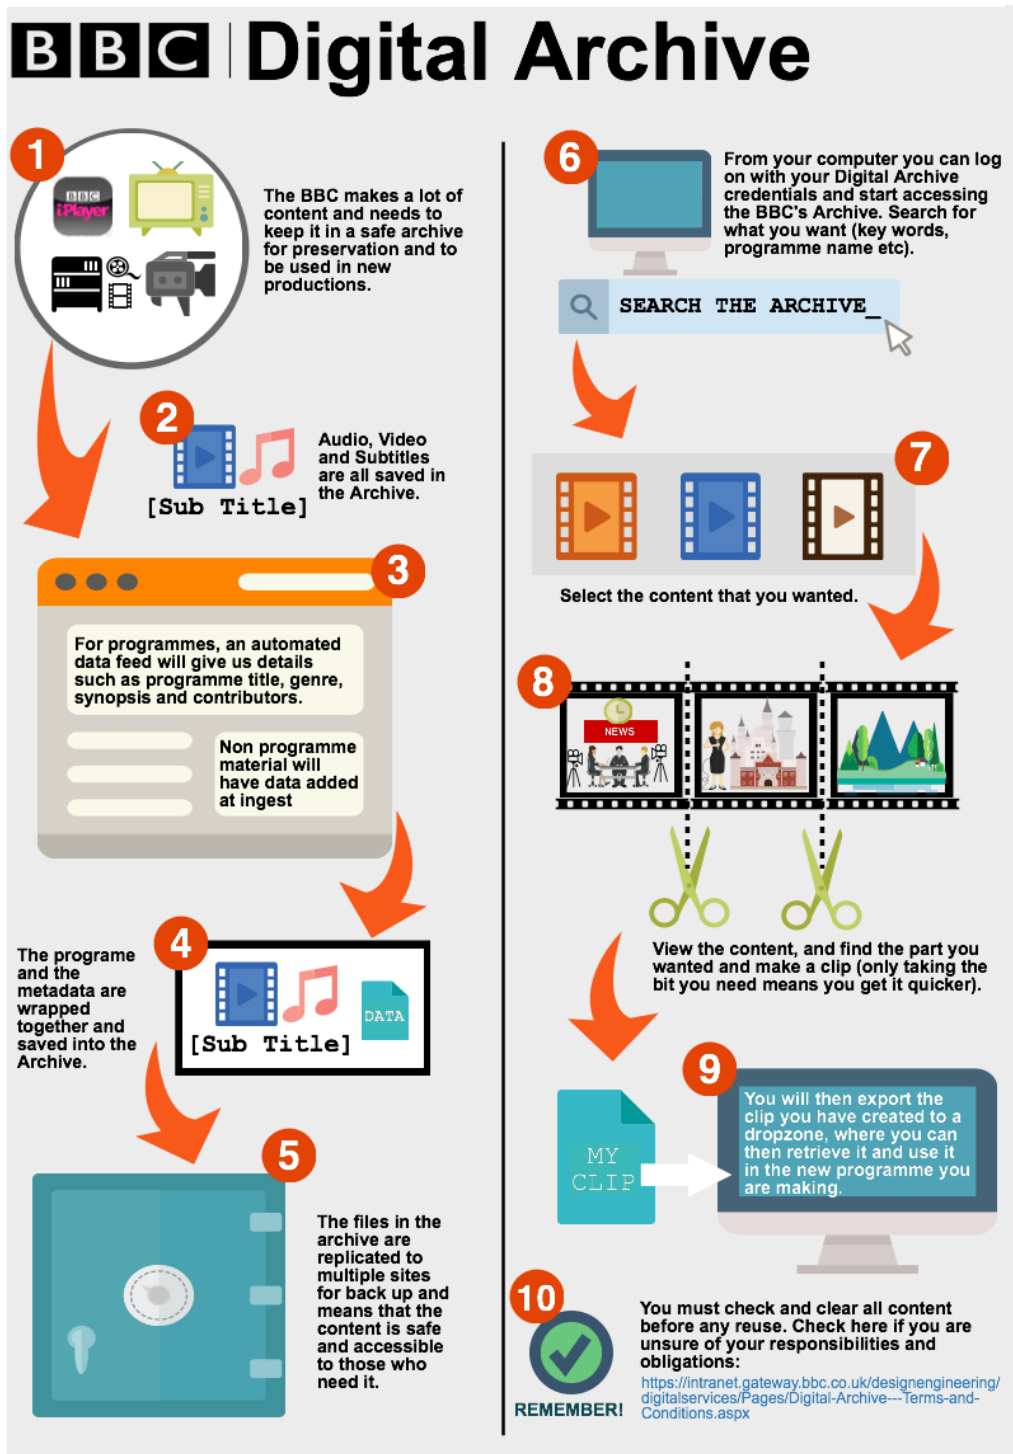 BBC | Digital Archive
1
BBC
iPlayer
The BBC makes a lot of
content and needs to
keep it in a safe archive
for preservation and to
be used in new
productions.
2
Audio, Video
and Subtitles
are all saved in
the Archive.
[Sub Title]
3
For programmes, an automated
data feed will give us details
such as programme title, genre,
synopsis and contributors.
Non programme
material will
have data added
at ingest
4
The programe
and the
metadata are
wrapped
together and
saved into the
Archive.
DATA
[Sub Title]
5
The files in the
archive are
replicated to
multiple sites
for back up and
means that the
content is safe
and accessible
to those who
need it.
6
From your computer you can log
on with your Digital Archive
credentials and start accessing
the BBC's Archive. Search for
what you want (key words,
programme name etc).
SEARCH THE ARCHIVE_
7
Select the content that you wanted.
8
NEWS
View the content, and find the part you
wanted and make a clip (only taking the
bit you need means you get it quicker).
9
MY
CLIP
You will then export the
clip you have created to a
dropzone, where you can
then retrieve it and use it
in the new programme you
are making.
10
REMEMBER!
You must check and clear all content
before any reuse. Check here if you are
unsure of your responsibilities and
obligations:
https://intranet.gateway.bbc.co.uk/designengineering/
digitalservices/Pages/Digital-Archive---Terms-and-
Conditions.aspx